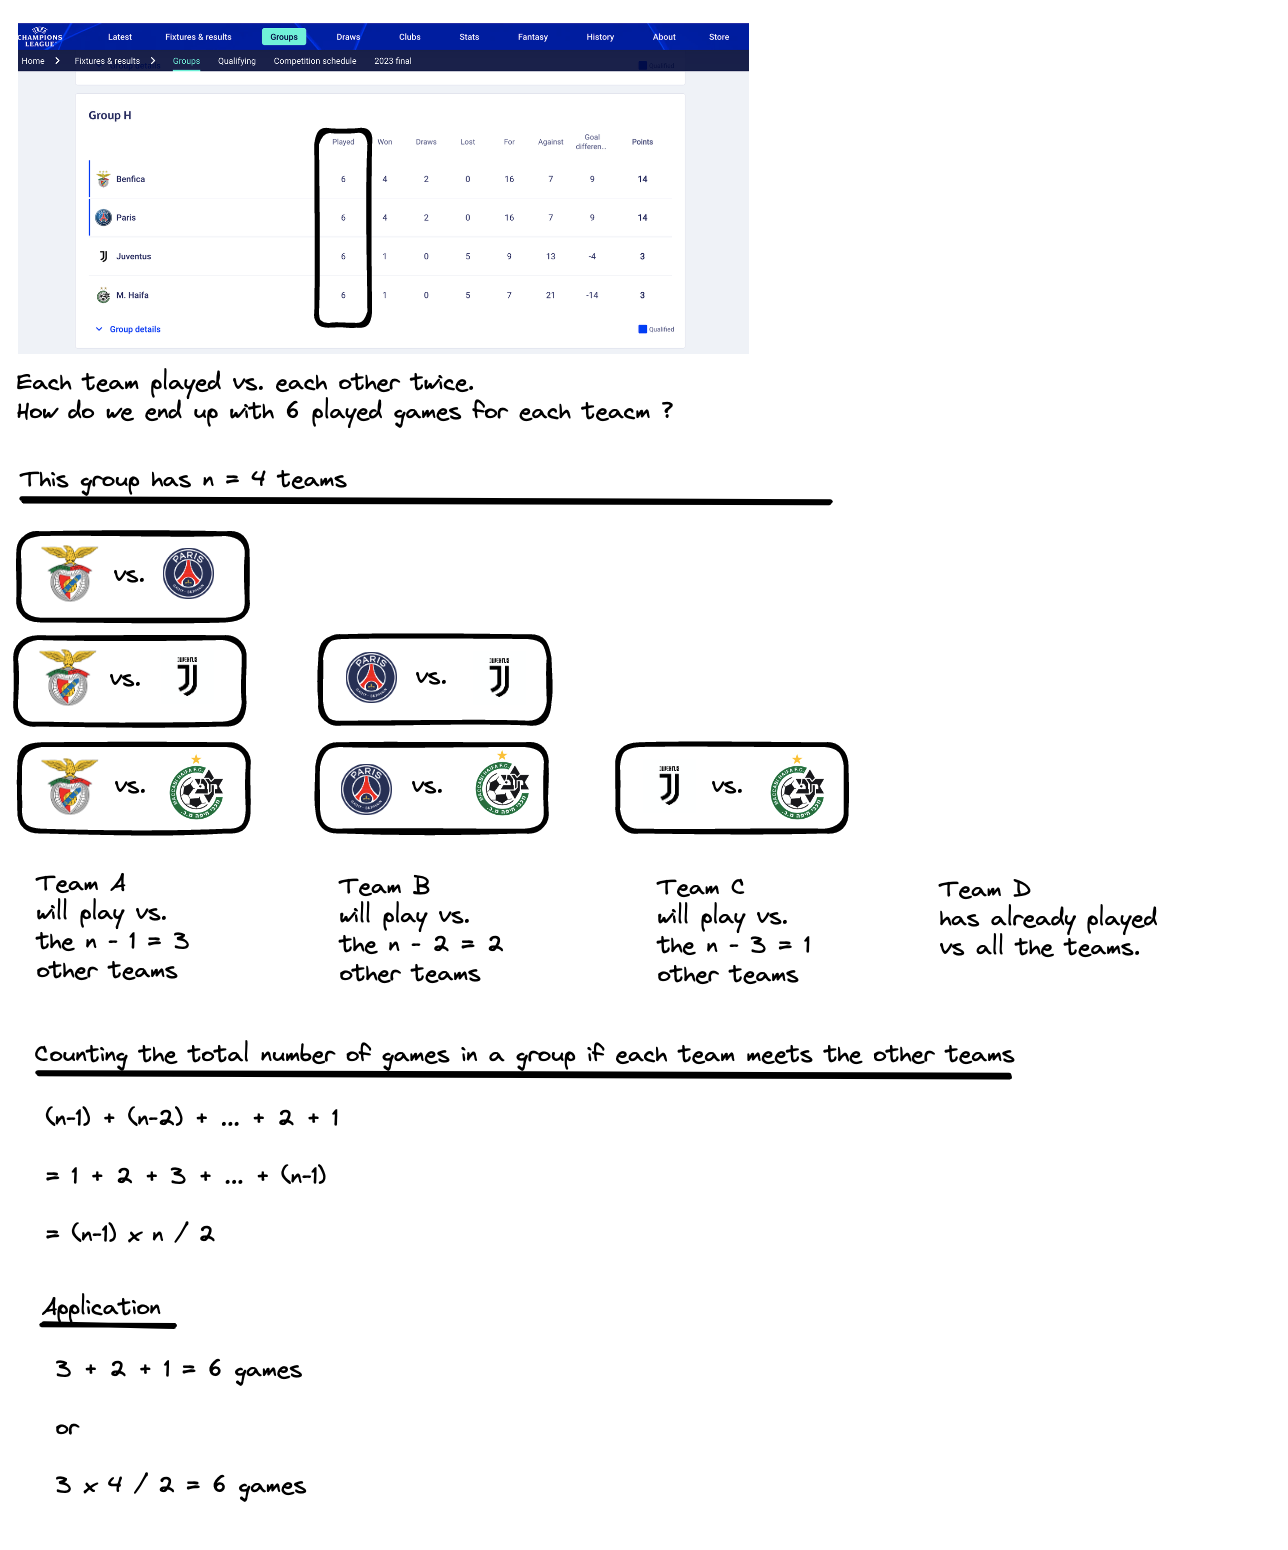 CHAMPIONS
LEAGUE
Latest Fixtures & results Groups Draws Clubs Stats Fantasy History About Store
Home Fixtures & results Groups Qualifying Competition schedule 2023 final
Group H
Played Won Draws Lost For Against Goal differen... Points
Benfica 6 4 2 0 16 7 9 14
Paris 6 4 2 0 16 7 9 14
Juventus 6 1 0 5 9 13 -4 3
M. Haifa 6 1 0 5 7 21 -14 3
Group details Qualified
Each team played vs. each other twice.
How do we end up with 6 played games for each teacm ?
This group has n = 4 teams
vs. PARIS
vs. JUVENTUS
PARIS vs. JUVENTUS
vs.
PARIS vs.
JUVENTUS vs.
Team A
will play vs.
the n - 1 = 3
other teams
Team B
will play vs.
the n - 2 = 2
other teams
Team C
will play vs.
the n - 3 = 1
other teams
Team D
has already played
vs all the teams.
Counting the total number of games in a group if each team meets the other teams
(n-1) + (n-2) + ... + 2 + 1
= 1 + 2 + 3 + ... + (n-1)
= (n-1) x n / 2
Application
3 + 2 + 1 = 6 games
or
3 x 4 / 2 = 6 games